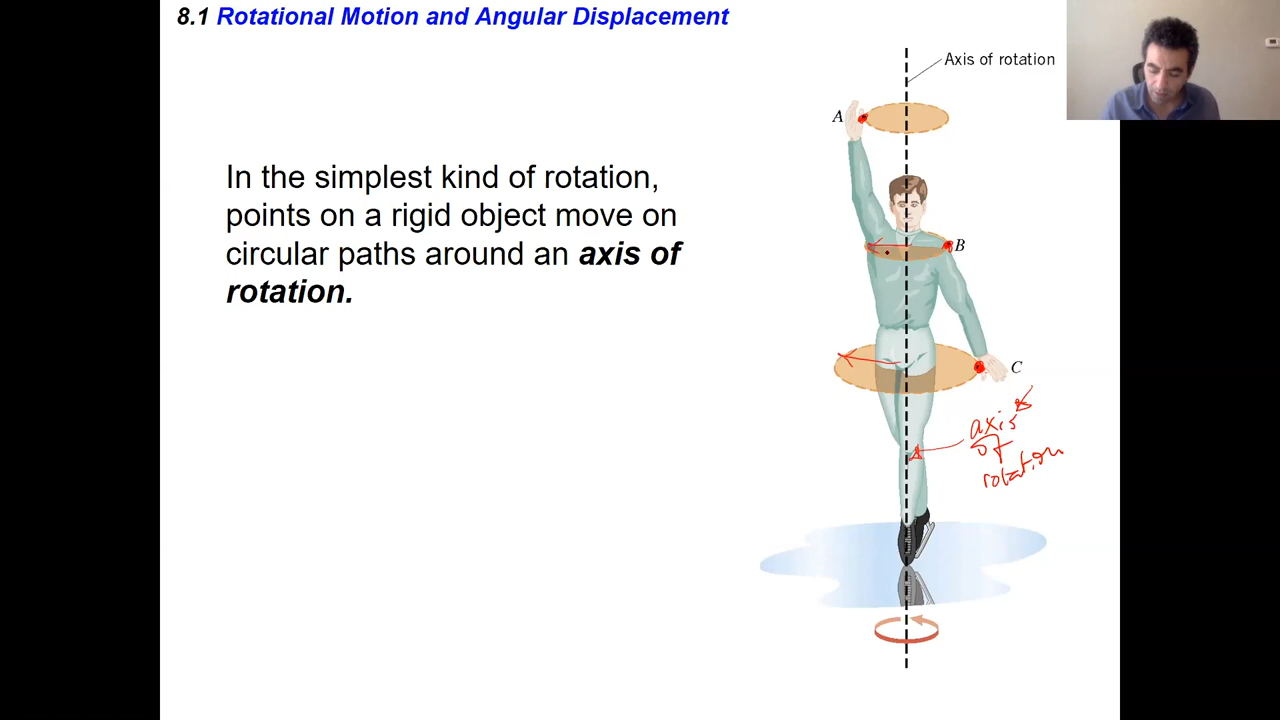 8.1 Rotational Motion and Angular Displacement
Axis of rotation
A
In the simplest kind of rotation,
points on a rigid object move on
circular paths around an axis of
rotation.
B
C
axis
of
rotation